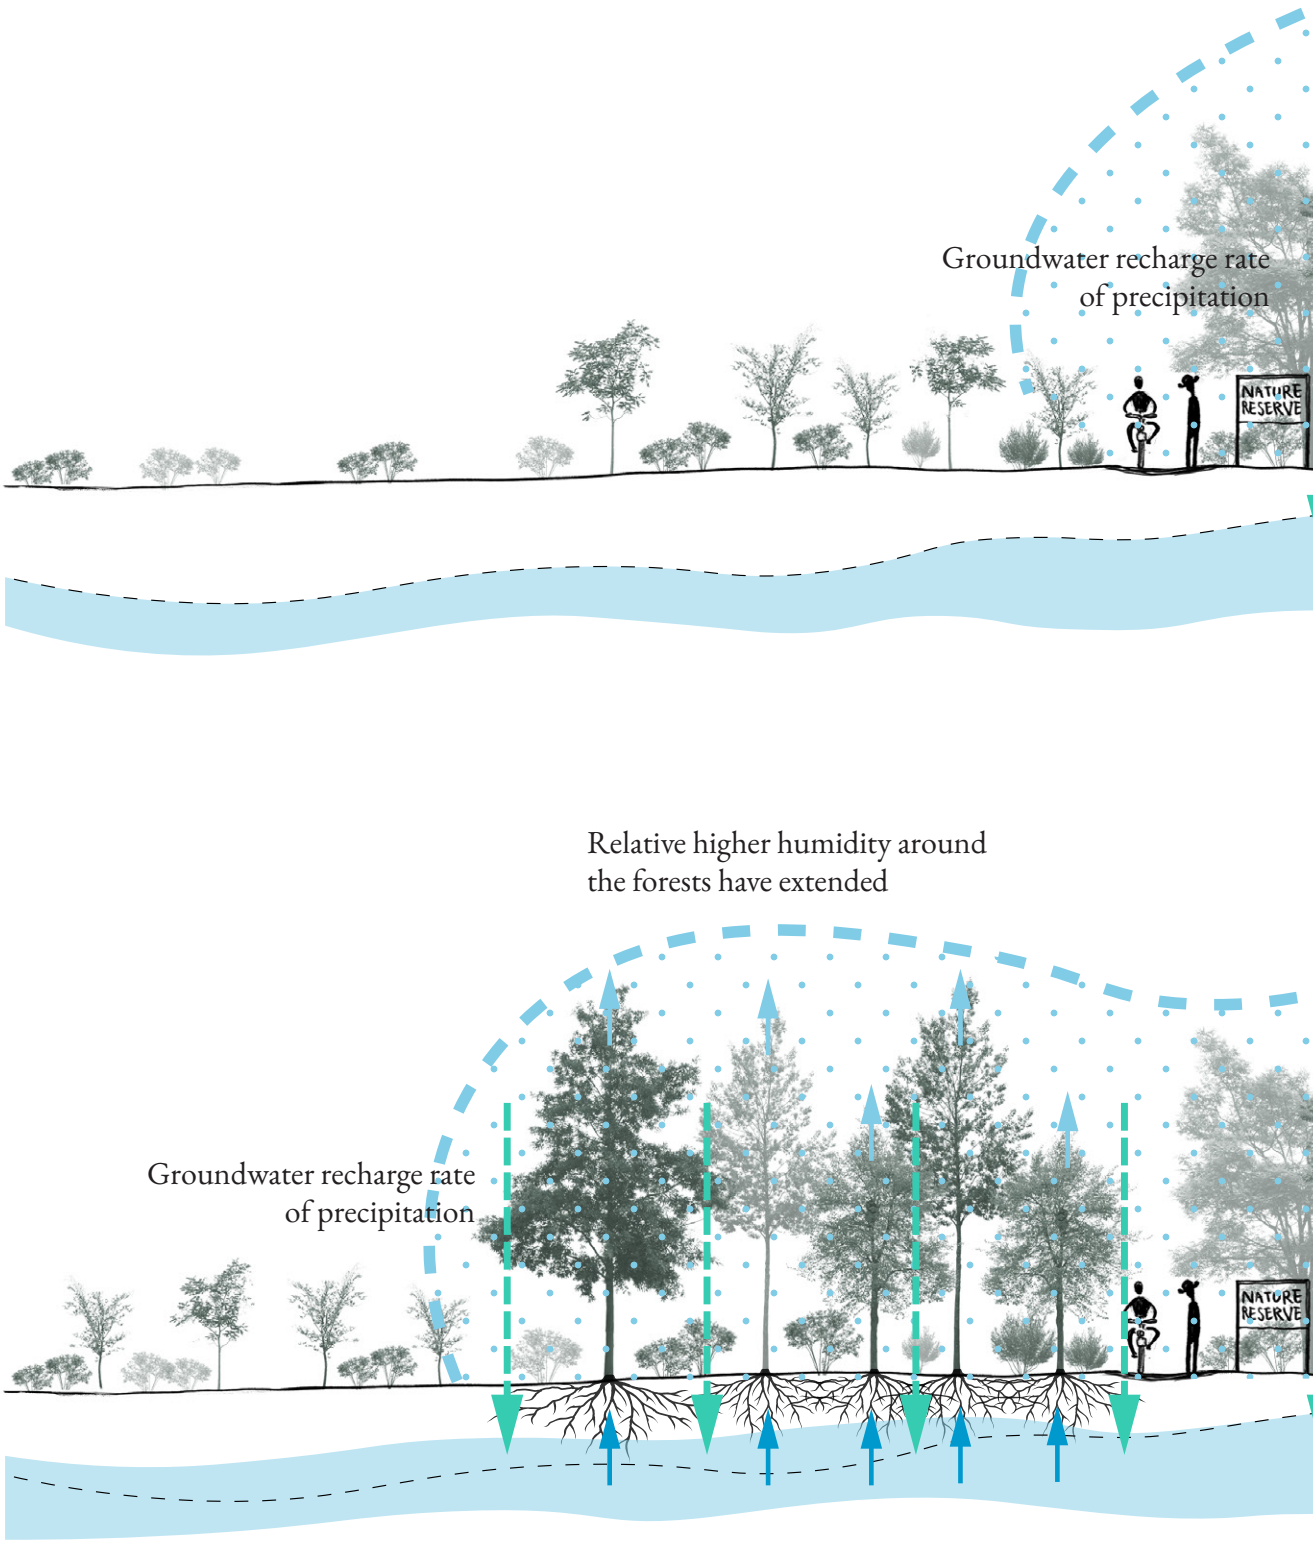 Groundwater recharge rate
of precipitation
NATURE
RESERVE
Relative higher humidity around
the forests have extended
Groundwater recharge rate
of precipitation
NATURE
RESERVE